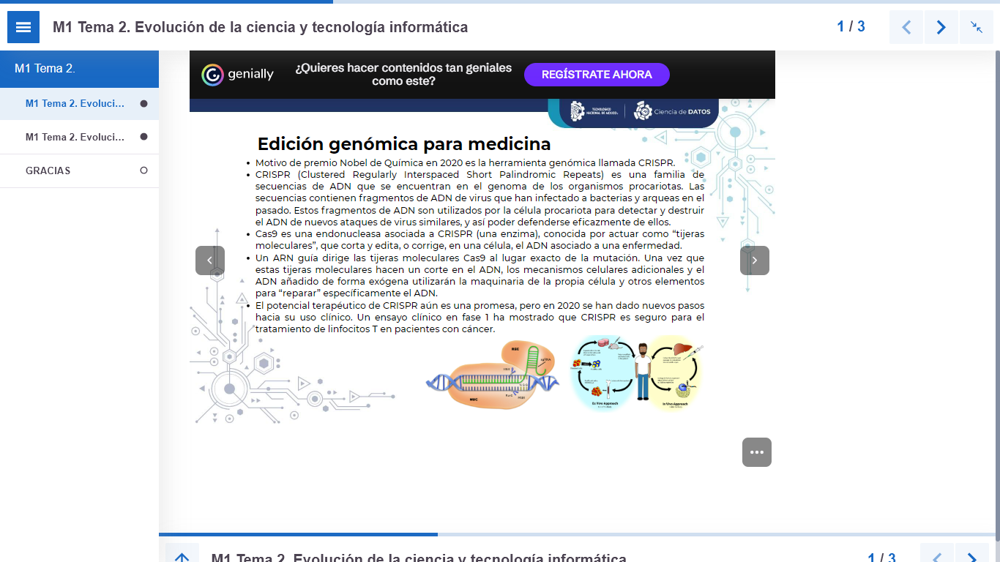 M1 Tema 2. Evolución de la ciencia y tecnología informática
1 / 3
M1 Tema 2.
M1 Tema 2. Evoluci...
M1 Tema 2. Evoluci...
GRACIAS
genially
¿Quieres hacer contenidos tan geniales
como este?
REGÍSTRATE AHORA
TECNOLÓGICO
NACIONAL DE MÉXICO
Ciencia de DATOS
Edición genómica para medicina
• Motivo de premio Nobel de Química en 2020 es la herramienta genómica llamada CRISPR.
• CRISPR (Clustered Regularly Interspaced Short Palindromic Repeats) es una familia de
secuencias de ADN que se encuentran en el genoma de los organismos procariotas. Las
secuencias contienen fragmentos de ADN de virus que han infectado a bacterias y arqueas en el
pasado. Estos fragmentos de ADN son utilizados por la célula procariota para detectar y destruir
el ADN de nuevos ataques de virus similares, y así poder defenderse eficazmente de ellos.
• Cas9 es una endonucleasa asociada a CRISPR (una enzima), conocida por actuar como “tijeras
moleculares”, que corta y edita, o corrige, en una célula, el ADN asociado a una enfermedad.
• Un ARN guía dirige las tijeras moleculares Cas9 al lugar exacto de la mutación. Una vez que
estas tijeras moleculares hacen un corte en el ADN, los mecanismos celulares adicionales y el
ADN añadido de forma exógena utilizarán la maquinaria de la propia célula y otros elementos
para “reparar” específicamente el ADN.
• El potencial terapéutico de CRISPR aún es una promesa, pero en 2020 se han dado nuevos pasos
hacia su uso clínico. Un ensayo clínico en fase 1 ha mostrado que CRISPR es seguro para el
tratamiento de linfocitos T en pacientes con cáncer.
REC
sgRNA
HNH
RuvC
PAM
NUC
Ex Vivo Approach
In Vivo Approach
M1 Tema 2. Evolución de la ciencia y tecnología informática
1 / 3